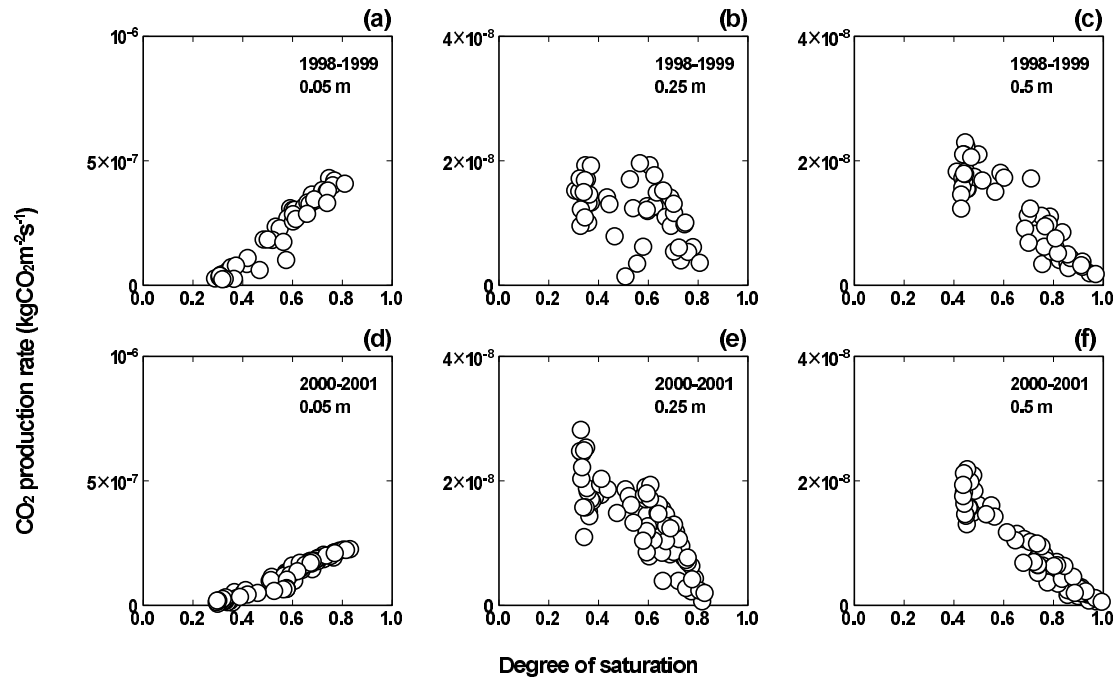 (a)
10⁻⁶
1998-1999
0.05 m
5×10⁻⁷
0
0.0 0.2 0.4 0.6 0.8 1.0
(b)
4×10⁻⁸
1998-1999
0.25 m
2×10⁻⁸
0
0.0 0.2 0.4 0.6 0.8 1.0
(c)
4×10⁻⁸
1998-1999
0.5 m
2×10⁻⁸
0
0.0 0.2 0.4 0.6 0.8 1.0
CO₂ production rate (kgCO₂m⁻²s⁻¹)
(d)
10⁻⁶
2000-2001
0.05 m
5×10⁻⁷
0
0.0 0.2 0.4 0.6 0.8 1.0
(e)
4×10⁻⁸
2000-2001
0.25 m
2×10⁻⁸
0
0.0 0.2 0.4 0.6 0.8 1.0
(f)
4×10⁻⁸
2000-2001
0.5 m
2×10⁻⁸
0
0.0 0.2 0.4 0.6 0.8 1.0
Degree of saturation